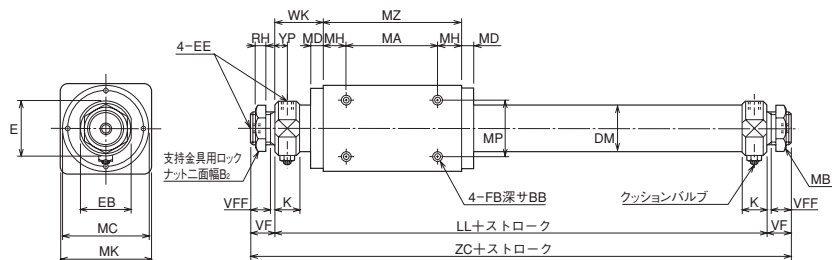 WK MZ
RH YP MD MH MA MH MD
4-EE
E
MP DM
支持金具用ロック
ナット二面幅B₂
4-FB深サBB
クッションバルブ
MB
EB
VFF K K VFF
MC
VF LL＋ストローク VF
MK
ZC＋ストローク